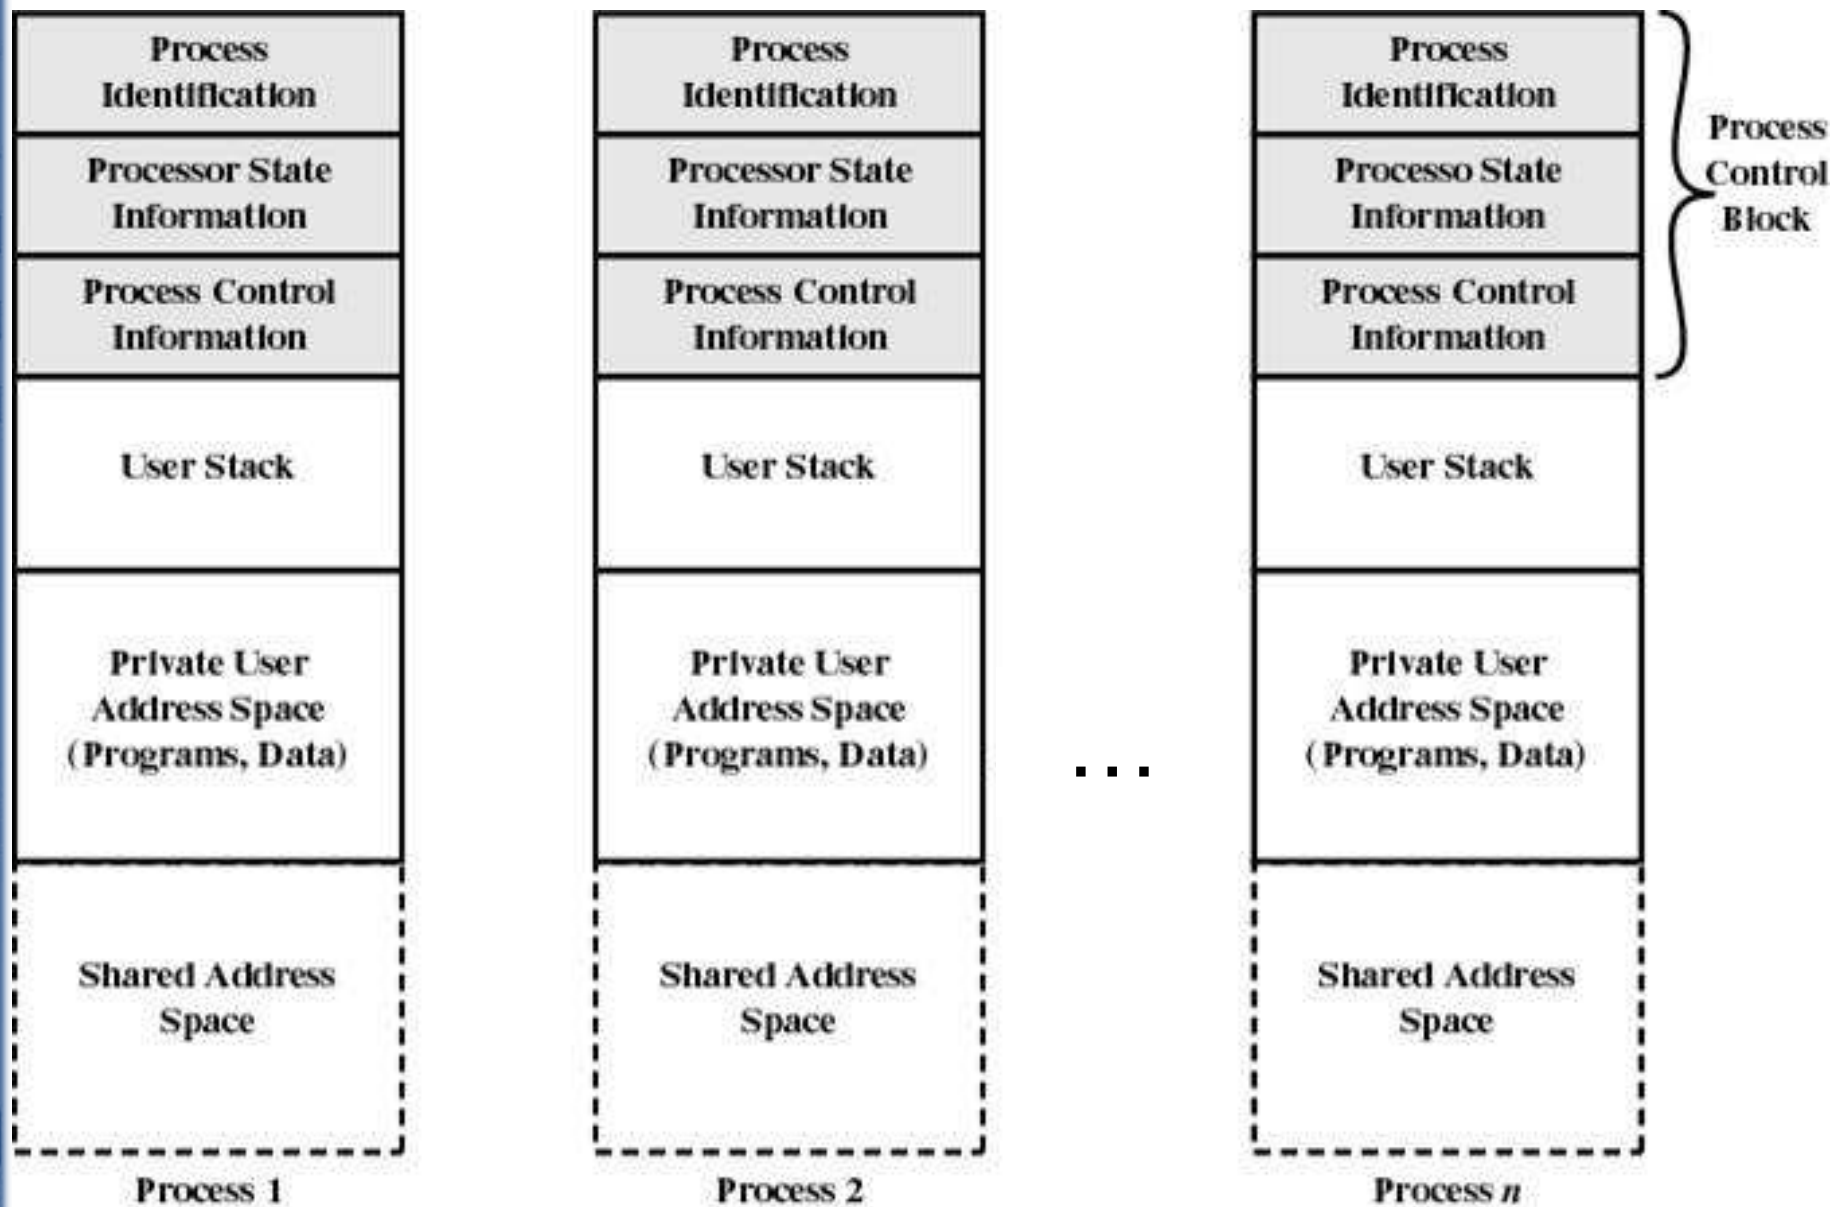 Process
Identification
Processor State
Information
Process Control
Information
User Stack
Private User
Address Space
(Programs, Data)
Shared Address
Space
Process 1
Process
Identification
Processor State
Information
Process Control
Information
User Stack
Private User
Address Space
(Programs, Data)
Shared Address
Space
Process 2
. . .
Process
Identification
Processo State
Information
Process Control
Information
User Stack
Private User
Address Space
(Programs, Data)
Shared Address
Space
Process n
Process
Control
Block